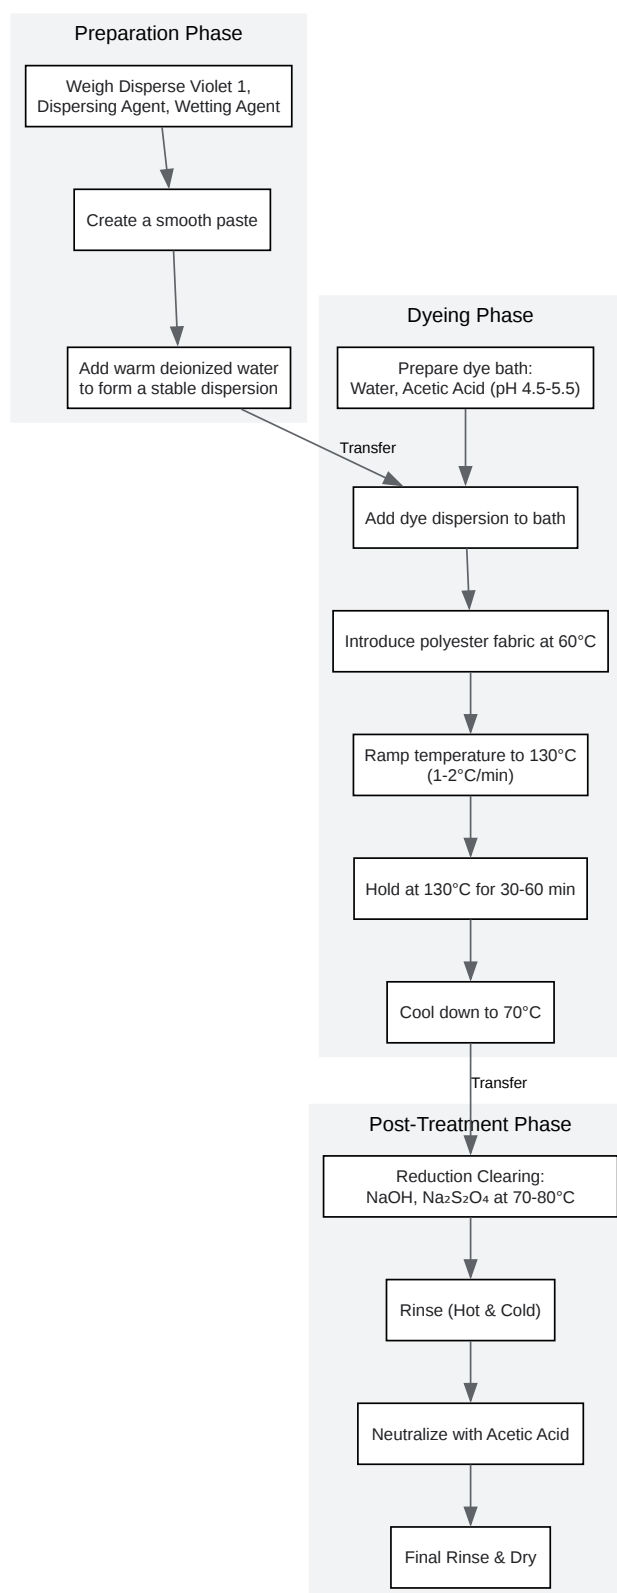 Preparation Phase
Weigh Disperse Violet 1,
Dispersing Agent, Wetting Agent
Create a smooth paste
Add warm deionized water
to form a stable dispersion
Transfer
Dyeing Phase
Prepare dye bath:
Water, Acetic Acid (pH 4.5-5.5)
Add dye dispersion to bath
Introduce polyester fabric at 60°C
Ramp temperature to 130°C
(1-2°C/min)
Hold at 130°C for 30-60 min
Cool down to 70°C
Transfer
Post-Treatment Phase
Reduction Clearing:
NaOH, Na₂S₂O₄ at 70-80°C
Rinse (Hot & Cold)
Neutralize with Acetic Acid
Final Rinse & Dry